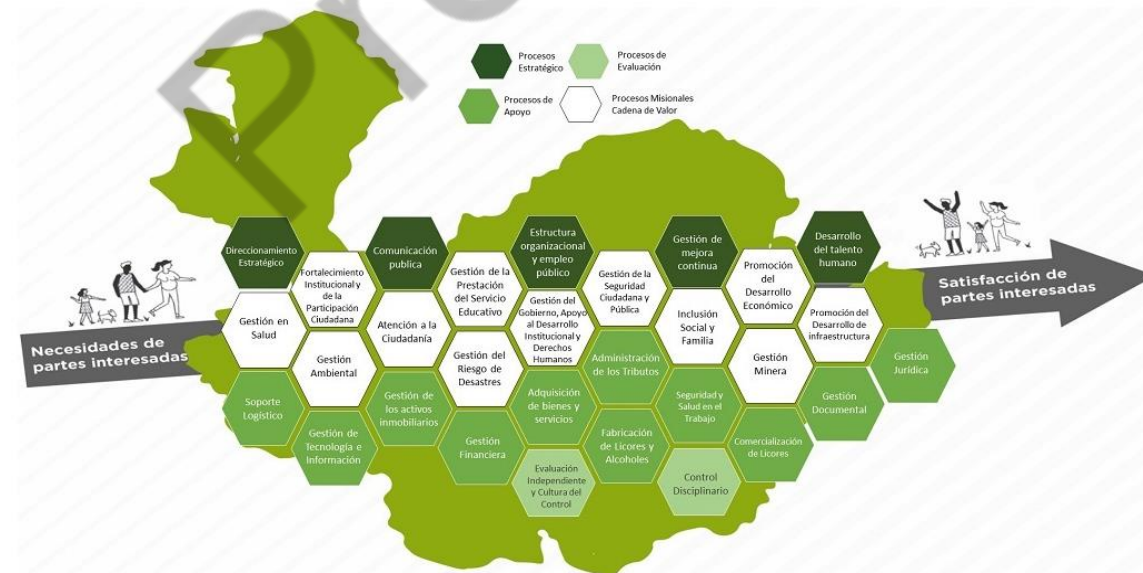 Pr
Procesos
Estratégico
Procesos de
Evaluación
Procesos de
Apoyo
Procesos Misionales
Cadena de Valor
Necesidades de
partes interesadas
Satisfacción de
partes interesadas
Direccionamiento
Estratégico
Comunicación
publica
Estructura
organizacional
y empleo
público
Gestión de
mejora
continua
Desarrollo
del talento
humano
Fortalecimiento
Institucional y
de la
Participación
Ciudadana
Gestión de la
Prestación
del Servicio
Educativo
Gestión de la
Seguridad
Ciudadana y
Pública
Promoción
del
Desarrollo
Económico
Gestión en
Salud
Atención a la
Ciudadanía
Gestión del
Gobierno, Apoyo
al Desarrollo
Institucional y
Derechos
Humanos
Inclusión
Social y
Familia
Promoción del
Desarrollo de
infraestructura
Gestión
Ambiental
Gestión del
Riesgo de
Desastres
Administración
de los Tributos
Gestión
Minera
Gestión
Jurídica
Soporte
Logístico
Gestión de
los activos
inmobiliarios
Adquisición
de bienes y
servicios
Seguridad y
Salud en el
Trabajo
Gestión
Documental
Gestión de
Tecnología e
Información
Gestión
Financiera
Fabricación
de Licores y
Alcoholes
Comercialización
de Licores
Evaluación
Independiente
y Cultura del
Control
Control
Disciplinario